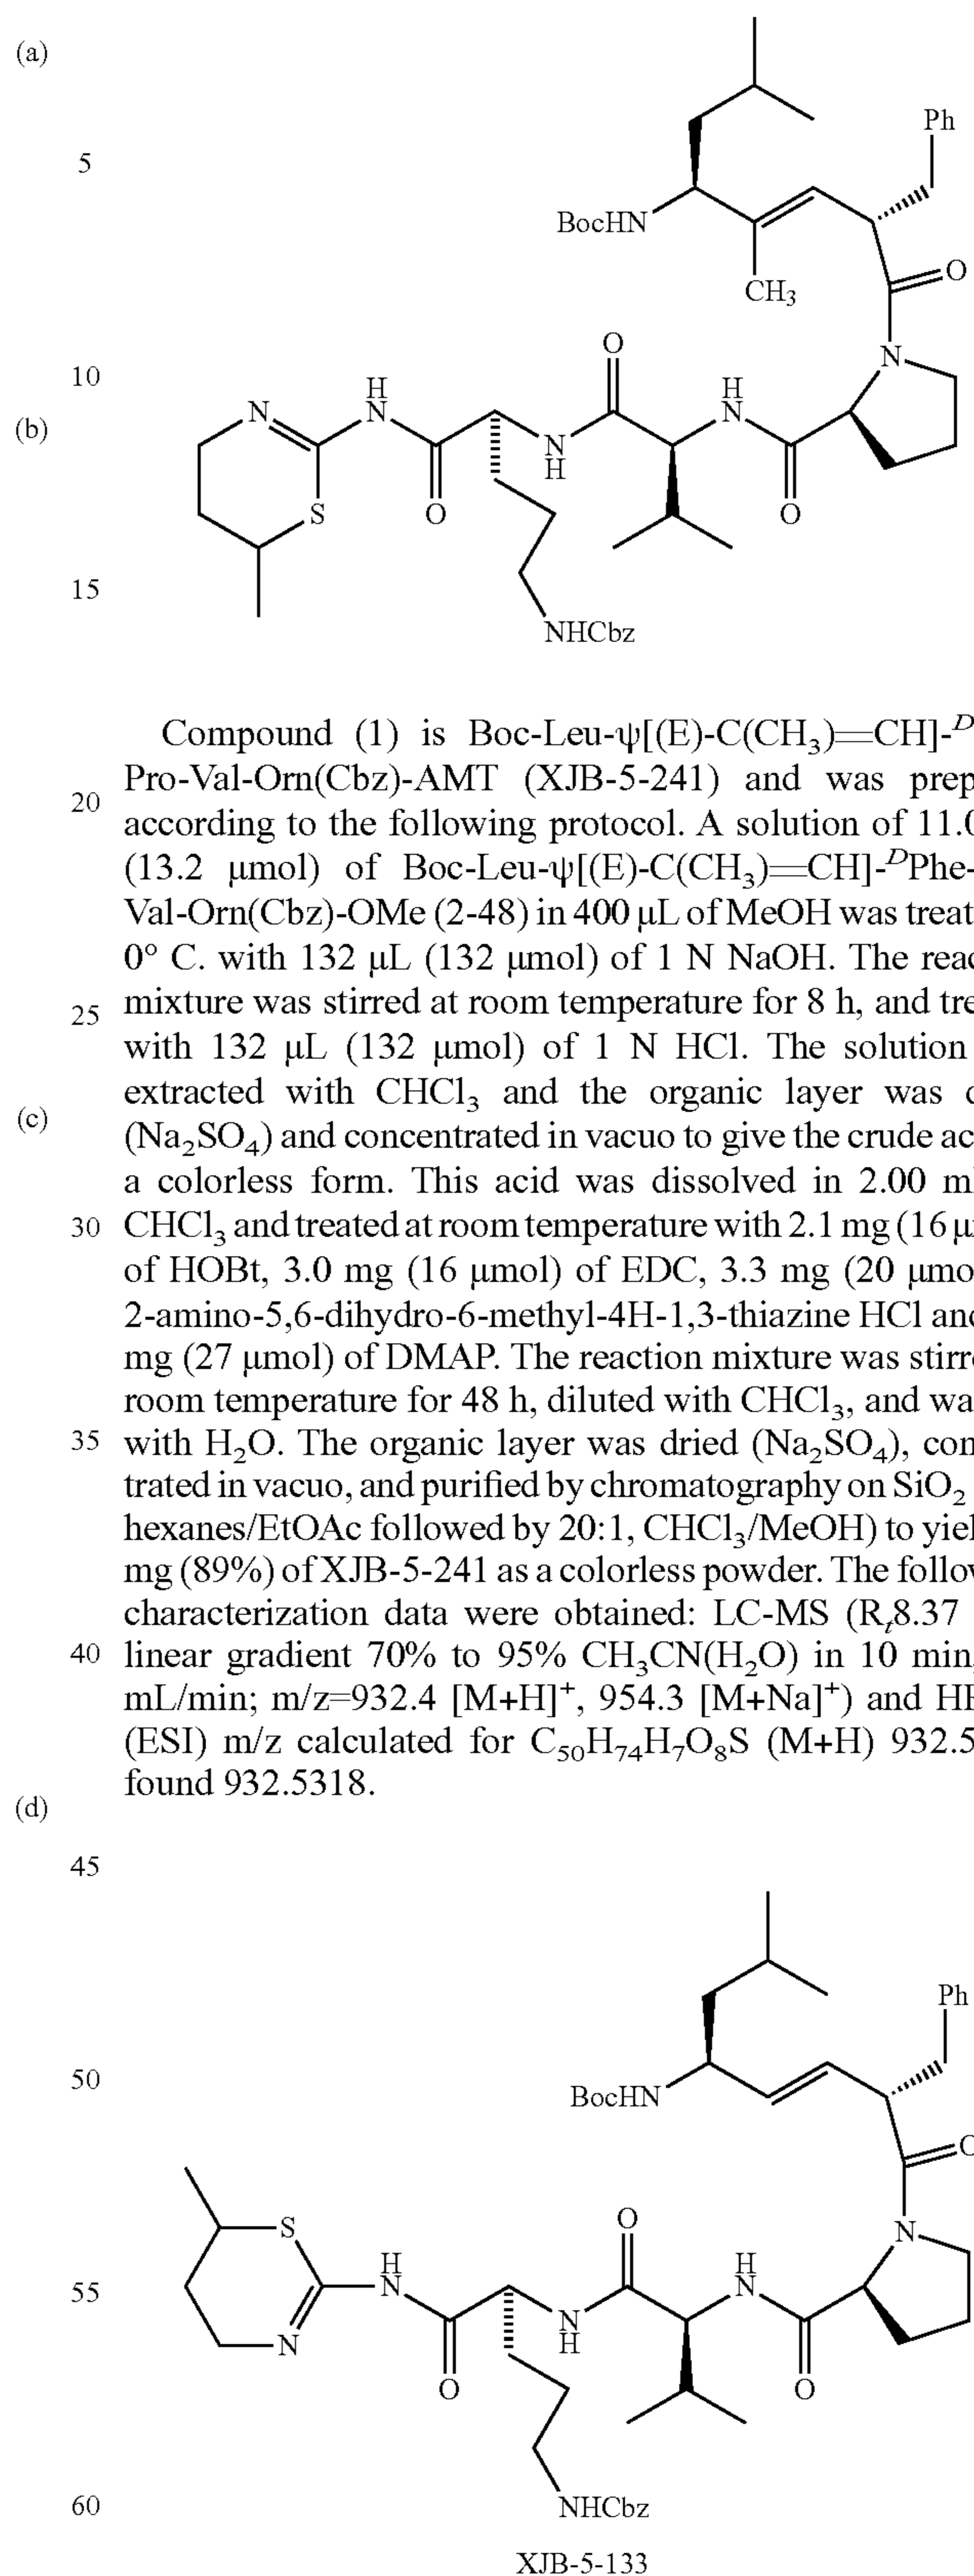 (a)
Ph
5
BocHN
CH₃
O
N
O
10
H
N
H
N
N
(b)
N
H
S
O
O
15
NHCbz
Compound (1) is Boc-Leu-ψ[(E)-C(CH₃)=CH]-ᴰ
20 Pro-Val-Orn(Cbz)-AMT (XJB-5-241) and was prep
according to the following protocol. A solution of 11.0
(13.2 μmol) of Boc-Leu-ψ[(E)-C(CH₃)=CH]-ᴰPhe-
Val-Orn(Cbz)-OMe (2-48) in 400 μL of MeOH was treat
0° C. with 132 μL (132 μmol) of 1 N NaOH. The reac
25 mixture was stirred at room temperature for 8 h, and tre
with 132 μL (132 μmol) of 1 N HCl. The solution
extracted with CHCl₃ and the organic layer was d
(c)
(Na₂SO₄) and concentrated in vacuo to give the crude ac
a colorless form. This acid was dissolved in 2.00 ml
30 CHCl₃ and treated at room temperature with 2.1 mg (16 μ
of HOBt, 3.0 mg (16 μmol) of EDC, 3.3 mg (20 μmo
2-amino-5,6-dihydro-6-methyl-4H-1,3-thiazine HCl and
mg (27 μmol) of DMAP. The reaction mixture was stirr
room temperature for 48 h, diluted with CHCl₃, and wa
35 with H₂O. The organic layer was dried (Na₂SO₄), con
trated in vacuo, and purified by chromatography on SiO₂
hexanes/EtOAc followed by 20:1, CHCl₃/MeOH) to yiel
mg (89%) of XJB-5-241 as a colorless powder. The follow
characterization data were obtained: LC-MS (Rₜ8.37
40 linear gradient 70% to 95% CH₃CN(H₂O) in 10 min,
mL/min; m/z=932.4 [M+H]⁺, 954.3 [M+Na]⁺) and HR
(ESI) m/z calculated for C₅₀H₇₄H₇O₈S (M+H) 932.5
found 932.5318.
(d)
45
Ph
50
BocHN
O
S
O
N
H
N
H
N
55
N
H
N
O
O
60
NHCbz
XJB-5-133